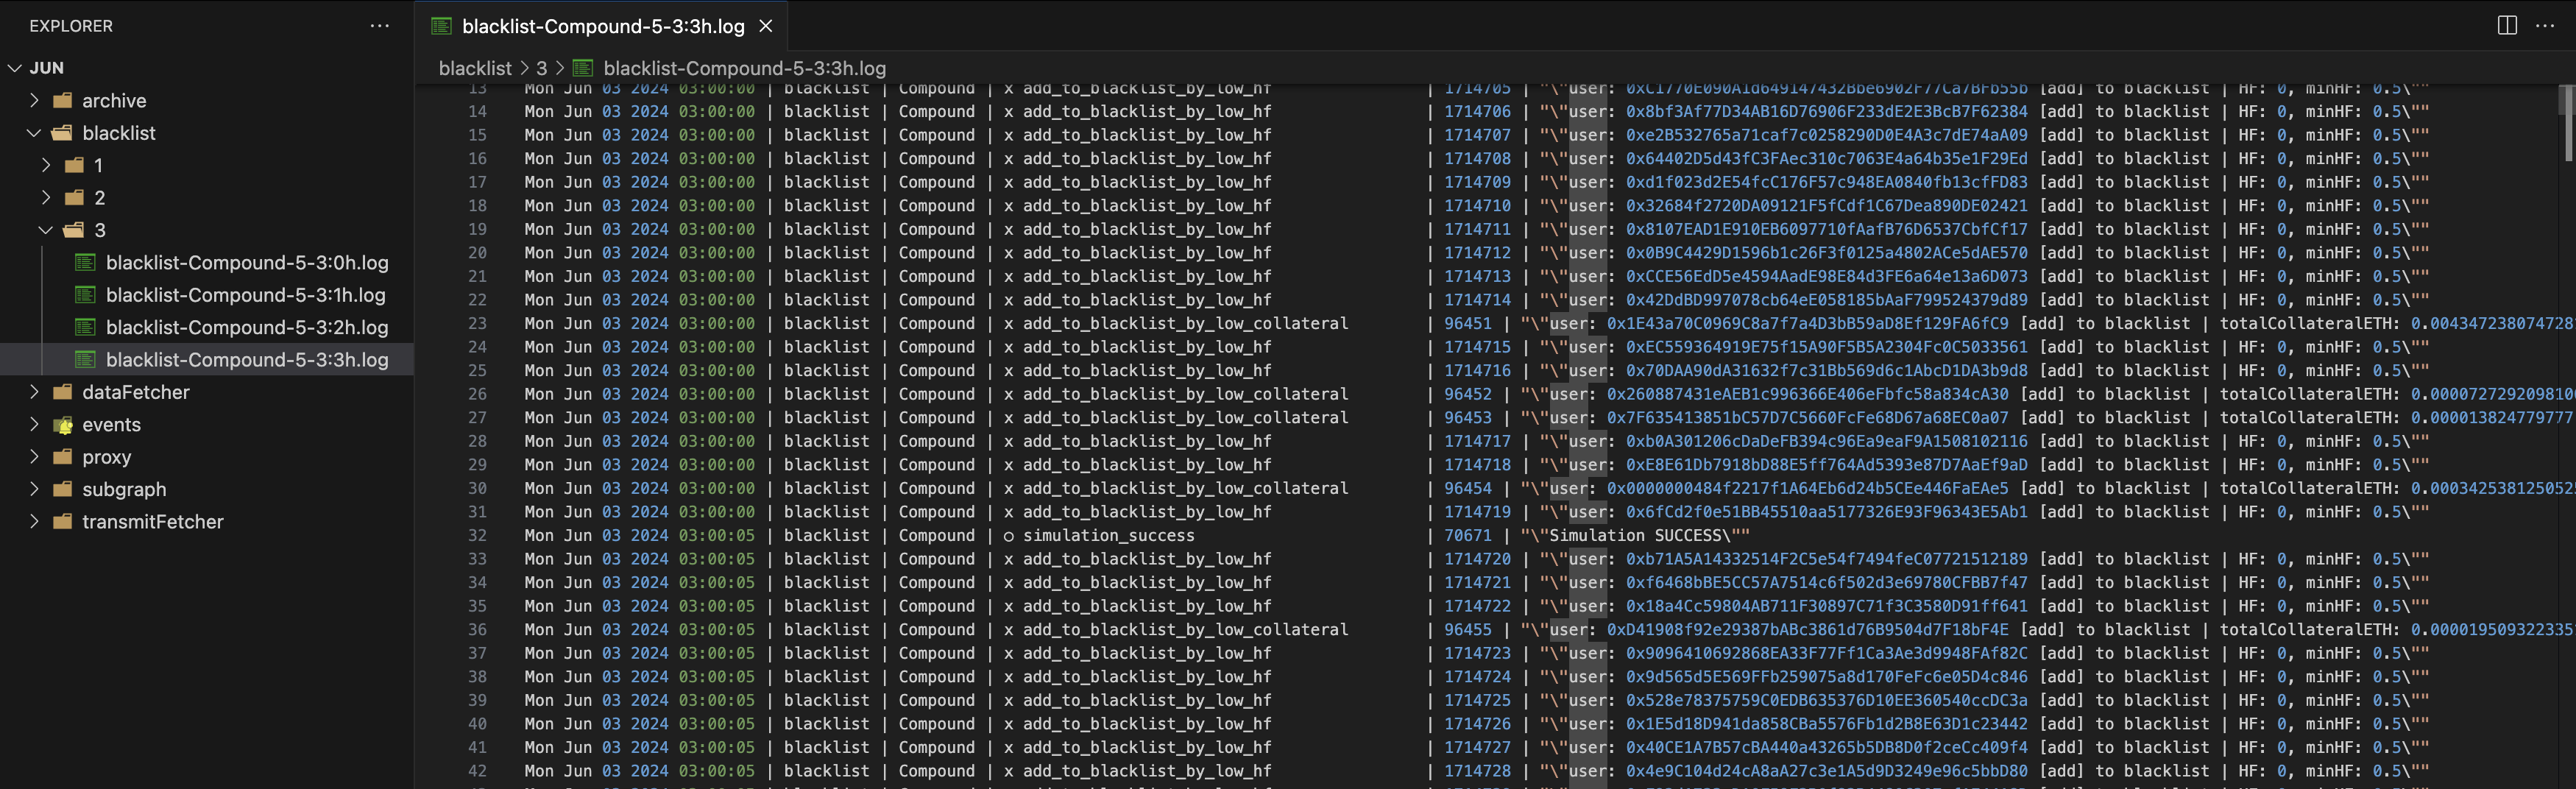 EXPLORER
JUN
archive
blacklist
1
2
3
blacklist-Compound-5-3:0h.log
blacklist-Compound-5-3:1h.log
blacklist-Compound-5-3:2h.log
blacklist-Compound-5-3:3h.log
dataFetcher
events
proxy
subgraph
transmitFetcher
blacklist-Compound-5-3:3h.log
blacklist > 3 > blacklist-Compound-5-3:3h.log
13 Mon Jun 03 2024 03:00:00 | blacklist | Compound | x add_to_blacklist_by_low_hf | 1714705 | "\"user: 0xC1770E090A1d649147432Bbe6902F77Ca7BFb55b [add] to blacklist | HF: 0, minHF: 0.5\""
14 Mon Jun 03 2024 03:00:00 | blacklist | Compound | x add_to_blacklist_by_low_hf | 1714706 | "\"user: 0x8bf3Af77D34AB16D76906F233dE2E3BcB7F62384 [add] to blacklist | HF: 0, minHF: 0.5\""
15 Mon Jun 03 2024 03:00:00 | blacklist | Compound | x add_to_blacklist_by_low_hf | 1714707 | "\"user: 0xe2B532765a71caf7c0258290D0E4A3c7dE74aA09 [add] to blacklist | HF: 0, minHF: 0.5\""
16 Mon Jun 03 2024 03:00:00 | blacklist | Compound | x add_to_blacklist_by_low_hf | 1714708 | "\"user: 0x64402D5d43fC3FAec310c7063E4a64b35e1F29Ed [add] to blacklist | HF: 0, minHF: 0.5\""
17 Mon Jun 03 2024 03:00:00 | blacklist | Compound | x add_to_blacklist_by_low_hf | 1714709 | "\"user: 0xd1f023d2E54fcC176F57c948EA0840fb13cfFD83 [add] to blacklist | HF: 0, minHF: 0.5\""
18 Mon Jun 03 2024 03:00:00 | blacklist | Compound | x add_to_blacklist_by_low_hf | 1714710 | "\"user: 0x32684f2720DA09121F5fCdf1C67Dea890DE02421 [add] to blacklist | HF: 0, minHF: 0.5\""
19 Mon Jun 03 2024 03:00:00 | blacklist | Compound | x add_to_blacklist_by_low_hf | 1714711 | "\"user: 0x8107EAD1E910EB6097710fAafB76D6537CbfCf17 [add] to blacklist | HF: 0, minHF: 0.5\""
20 Mon Jun 03 2024 03:00:00 | blacklist | Compound | x add_to_blacklist_by_low_hf | 1714712 | "\"user: 0x0B9C4429D1596b1c26F3f0125a4802ACe5dAE570 [add] to blacklist | HF: 0, minHF: 0.5\""
21 Mon Jun 03 2024 03:00:00 | blacklist | Compound | x add_to_blacklist_by_low_hf | 1714713 | "\"user: 0xCCE56EdD5e4594AadE98E84d3FE6a64e13a6D073 [add] to blacklist | HF: 0, minHF: 0.5\""
22 Mon Jun 03 2024 03:00:00 | blacklist | Compound | x add_to_blacklist_by_low_hf | 1714714 | "\"user: 0x42DdBD997078cb64eE058185bAaF799524379d89 [add] to blacklist | HF: 0, minHF: 0.5\""
23 Mon Jun 03 2024 03:00:00 | blacklist | Compound | x add_to_blacklist_by_low_collateral | 96451 | "\"user: 0x1E43a70C0969C8a7f7a4D3bB59aD8Ef129FA6fC9 [add] to blacklist | totalCollateralETH: 0.004347238074728
24 Mon Jun 03 2024 03:00:00 | blacklist | Compound | x add_to_blacklist_by_low_hf | 1714715 | "\"user: 0xEC559364919E75f15A90F5B5A2304Fc0C5033561 [add] to blacklist | HF: 0, minHF: 0.5\""
25 Mon Jun 03 2024 03:00:00 | blacklist | Compound | x add_to_blacklist_by_low_hf | 1714716 | "\"user: 0x70DAA90dA31632f7c31Bb569d6c1AbcD1DA3b9d8 [add] to blacklist | HF: 0, minHF: 0.5\""
26 Mon Jun 03 2024 03:00:00 | blacklist | Compound | x add_to_blacklist_by_low_collateral | 96452 | "\"user: 0x260887431eAEB1c996366E406eFbfc58a834cA30 [add] to blacklist | totalCollateralETH: 0.000072729209810
27 Mon Jun 03 2024 03:00:00 | blacklist | Compound | x add_to_blacklist_by_low_collateral | 96453 | "\"user: 0x7F635413851bC57D7C5660FcFe68D67a68EC0a07 [add] to blacklist | totalCollateralETH: 0.000013824779777
28 Mon Jun 03 2024 03:00:00 | blacklist | Compound | x add_to_blacklist_by_low_hf | 1714717 | "\"user: 0xb0A301206cDaDeFB394c96Ea9eaF9A1508102116 [add] to blacklist | HF: 0, minHF: 0.5\""
29 Mon Jun 03 2024 03:00:00 | blacklist | Compound | x add_to_blacklist_by_low_hf | 1714718 | "\"user: 0xE8E61Db7918bD88E5ff764Ad5393e87D7AaEf9aD [add] to blacklist | HF: 0, minHF: 0.5\""
30 Mon Jun 03 2024 03:00:00 | blacklist | Compound | x add_to_blacklist_by_low_collateral | 96454 | "\"user: 0x0000000484f2217f1A64Eb6d24b5CEe446FaEAe5 [add] to blacklist | totalCollateralETH: 0.000342538125052
31 Mon Jun 03 2024 03:00:00 | blacklist | Compound | x add_to_blacklist_by_low_hf | 1714719 | "\"user: 0x6fCd2f0e51BB45510aa5177326E93F96343E5Ab1 [add] to blacklist | HF: 0, minHF: 0.5\""
32 Mon Jun 03 2024 03:00:05 | blacklist | Compound | o simulation_success | 70671 | "\"Simulation SUCCESS\""
33 Mon Jun 03 2024 03:00:05 | blacklist | Compound | x add_to_blacklist_by_low_hf | 1714720 | "\"user: 0xb71A5A14332514F2C5e54f7494feC07721512189 [add] to blacklist | HF: 0, minHF: 0.5\""
34 Mon Jun 03 2024 03:00:05 | blacklist | Compound | x add_to_blacklist_by_low_hf | 1714721 | "\"user: 0xf6468bBE5CC57A7514c6f502d3e69780CFBB7f47 [add] to blacklist | HF: 0, minHF: 0.5\""
35 Mon Jun 03 2024 03:00:05 | blacklist | Compound | x add_to_blacklist_by_low_hf | 1714722 | "\"user: 0x18a4Cc59804AB711F30897C71f3C3580D91ff641 [add] to blacklist | HF: 0, minHF: 0.5\""
36 Mon Jun 03 2024 03:00:05 | blacklist | Compound | x add_to_blacklist_by_low_collateral | 96455 | "\"user: 0xD41908f92e29387bABc3861d76B9504d7F18bF4E [add] to blacklist | totalCollateralETH: 0.000019509322335
37 Mon Jun 03 2024 03:00:05 | blacklist | Compound | x add_to_blacklist_by_low_hf | 1714723 | "\"user: 0x9096410692868EA33F77Ff1Ca3Ae3d9948FAf82C [add] to blacklist | HF: 0, minHF: 0.5\""
38 Mon Jun 03 2024 03:00:05 | blacklist | Compound | x add_to_blacklist_by_low_hf | 1714724 | "\"user: 0x9d565d5E569FFb259075a8d170FeFc6e05D4c846 [add] to blacklist | HF: 0, minHF: 0.5\""
39 Mon Jun 03 2024 03:00:05 | blacklist | Compound | x add_to_blacklist_by_low_hf | 1714725 | "\"user: 0x528e78375759C0EDB635376D10EE360540ccDC3a [add] to blacklist | HF: 0, minHF: 0.5\""
40 Mon Jun 03 2024 03:00:05 | blacklist | Compound | x add_to_blacklist_by_low_hf | 1714726 | "\"user: 0x1E5d18D941da858CBa5576Fb1d2B8E63D1c23442 [add] to blacklist | HF: 0, minHF: 0.5\""
41 Mon Jun 03 2024 03:00:05 | blacklist | Compound | x add_to_blacklist_by_low_hf | 1714727 | "\"user: 0x40CE1A7B57cBA440a43265b5DB8D0f2ceCc409f4 [add] to blacklist | HF: 0, minHF: 0.5\""
42 Mon Jun 03 2024 03:00:05 | blacklist | Compound | x add_to_blacklist_by_low_hf | 1714728 | "\"user: 0x4e9C104d24cA8aA27c3e1A5d9D3249e96c5bbD80 [add] to blacklist | HF: 0, minHF: 0.5\""